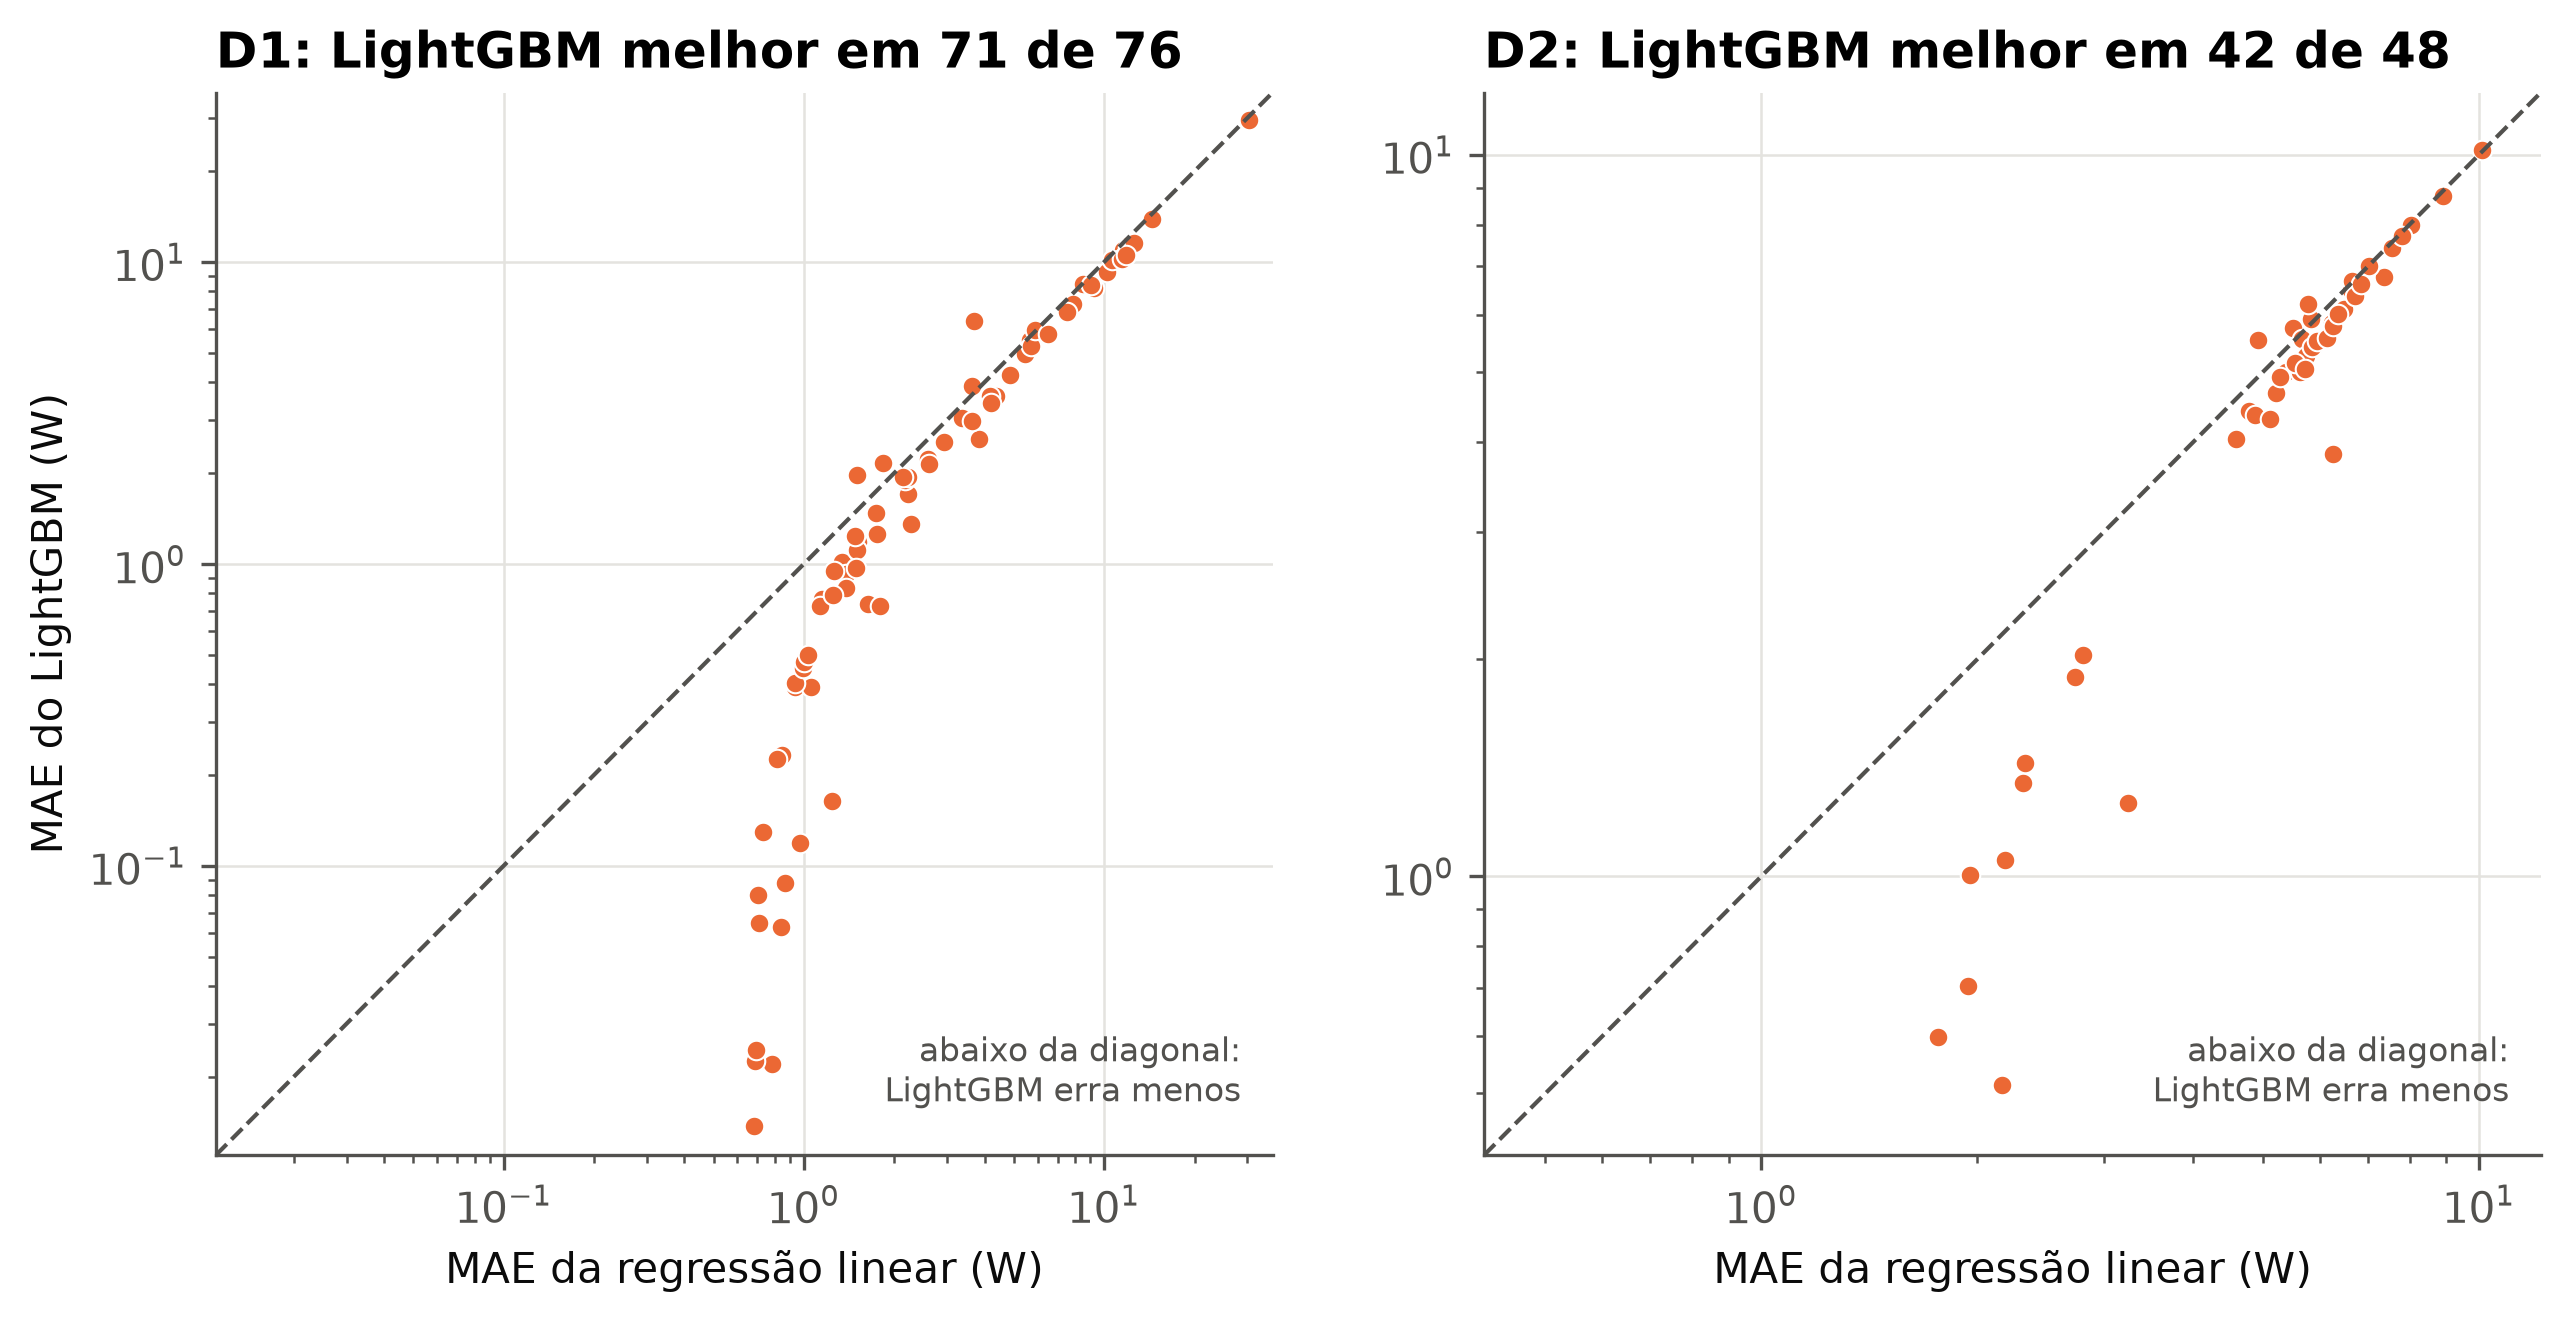 D1: LightGBM melhor em 71 de 76
MAE do LightGBM (W)
10¹
10⁰
10⁻¹
abaixo da diagonal:
LightGBM erra menos
10⁻¹ 10⁰ 10¹
MAE da regressão linear (W)
D2: LightGBM melhor em 42 de 48
10¹
10⁰
abaixo da diagonal:
LightGBM erra menos
10⁰ 10¹
MAE da regressão linear (W)